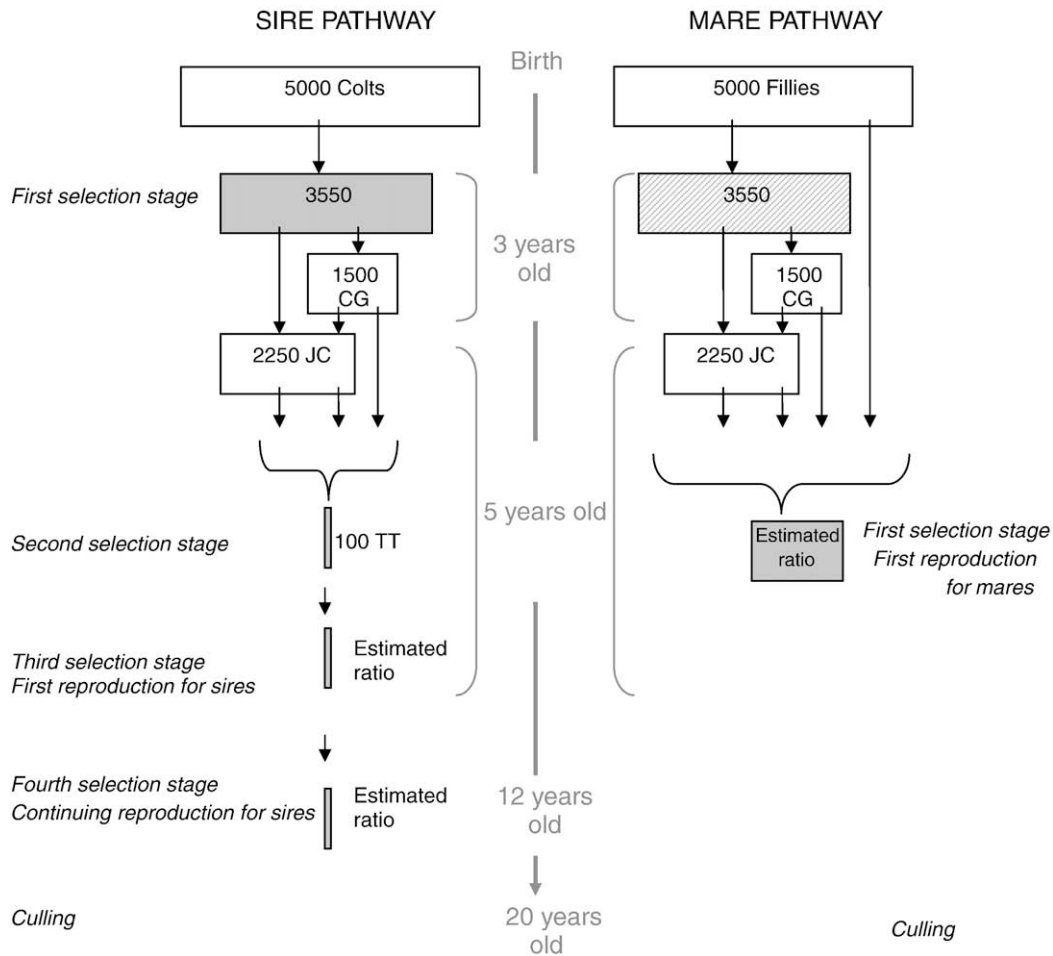 SIRE PATHWAY
MARE PATHWAY
Birth
5000 Colts
5000 Fillies
First selection stage
3550
3550
3 years
old
1500
CG
1500
CG
2250 JC
2250 JC
5 years old
Second selection stage
100 TT
Estimated
ratio
First selection stage
First reproduction
for mares
Third selection stage
First reproduction for sires
Estimated
ratio
Fourth selection stage
Continuing reproduction for sires
Estimated
ratio
12 years
old
Culling
20 years
old
Culling